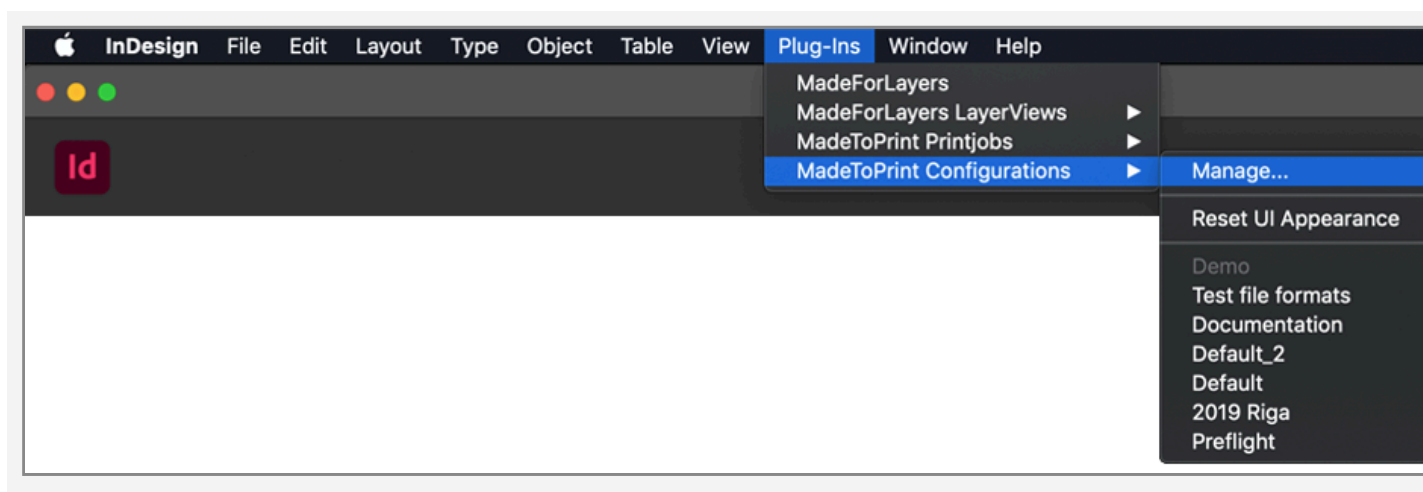 InDesign File Edit Layout Type Object Table View Plug-Ins Window Help
MadeForLayers
MadeForLayers LayerViews
MadeToPrint Printjobs
MadeToPrint Configurations
Id
Manage...
Reset UI Appearance
Demo
Test file formats
Documentation
Default_2
Default
2019 Riga
Preflight